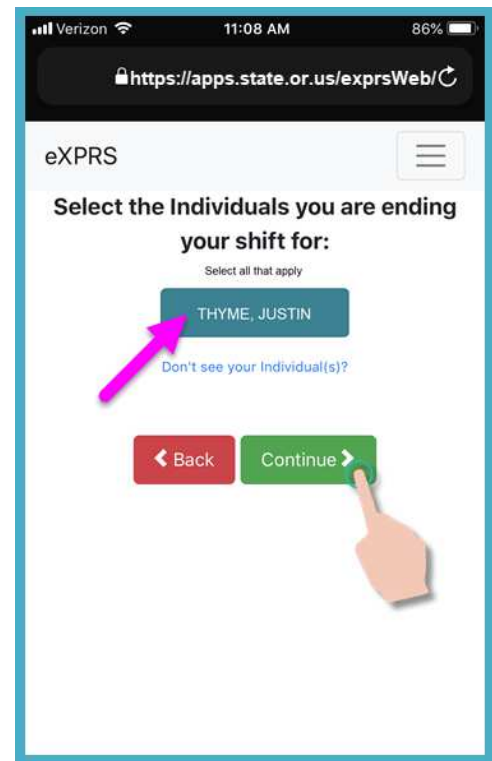 Verizon 11:08 AM 86%
https://apps.state.or.us/exprsWeb/
eXPRS
Select the Individuals you are ending
your shift for:
Select all that apply
THYME, JUSTIN
Don't see your Individual(s)?
Back Continue